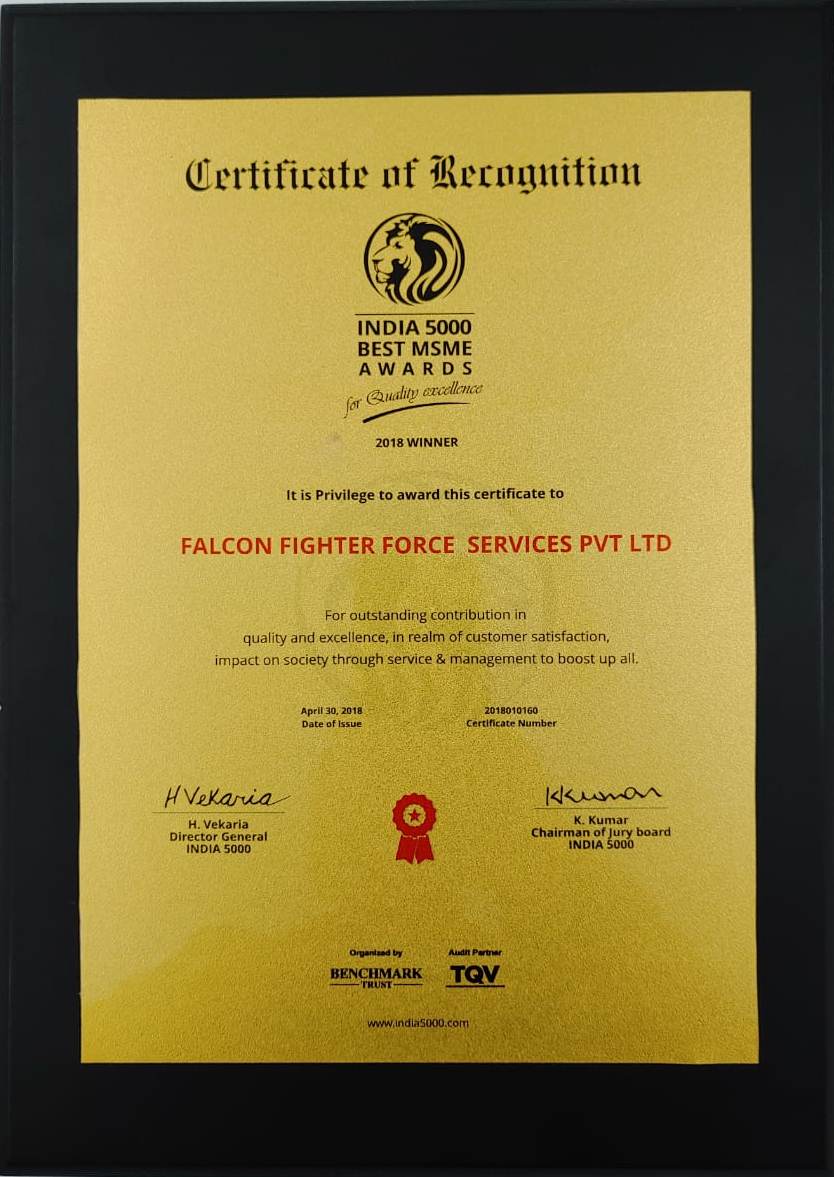 Certificate of Recognition
INDIA 5000
BEST MSME
AWARDS
for Quality excellence
2018 WINNER
It is Privilege to award this certificate to
FALCON FIGHTER FORCE SERVICES PVT LTD
For outstanding contribution in
quality and excellence, in realm of customer satisfaction,
impact on society through service & management to boost up all.
April 30, 2018
Date of Issue
2018010160
Certificate Number
H Vekaria
H. Vekaria
Director General
INDIA 5000
KKumar
K. Kumar
Chairman of Jury board
INDIA 5000
Organised by
BENCHMARK
TRUST
Audit Partner
TQV
www.india5000.com